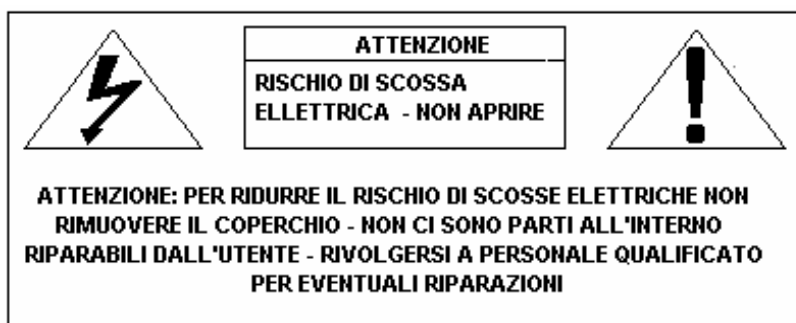 ATTENZIONE
RISCHIO DI SCOSSA
ELLETTRICA - NON APRIRE
ATTENZIONE: PER RIDURRE IL RISCHIO DI SCOSSE ELETTRICHE NON
RIMUOVERE IL COPERCHIO - NON CI SONO PARTI ALL'INTERNO
RIPARABILI DALL'UTENTE - RIVOLGERSI A PERSONALE QUALIFICATO
PER EVENTUALI RIPARAZIONI